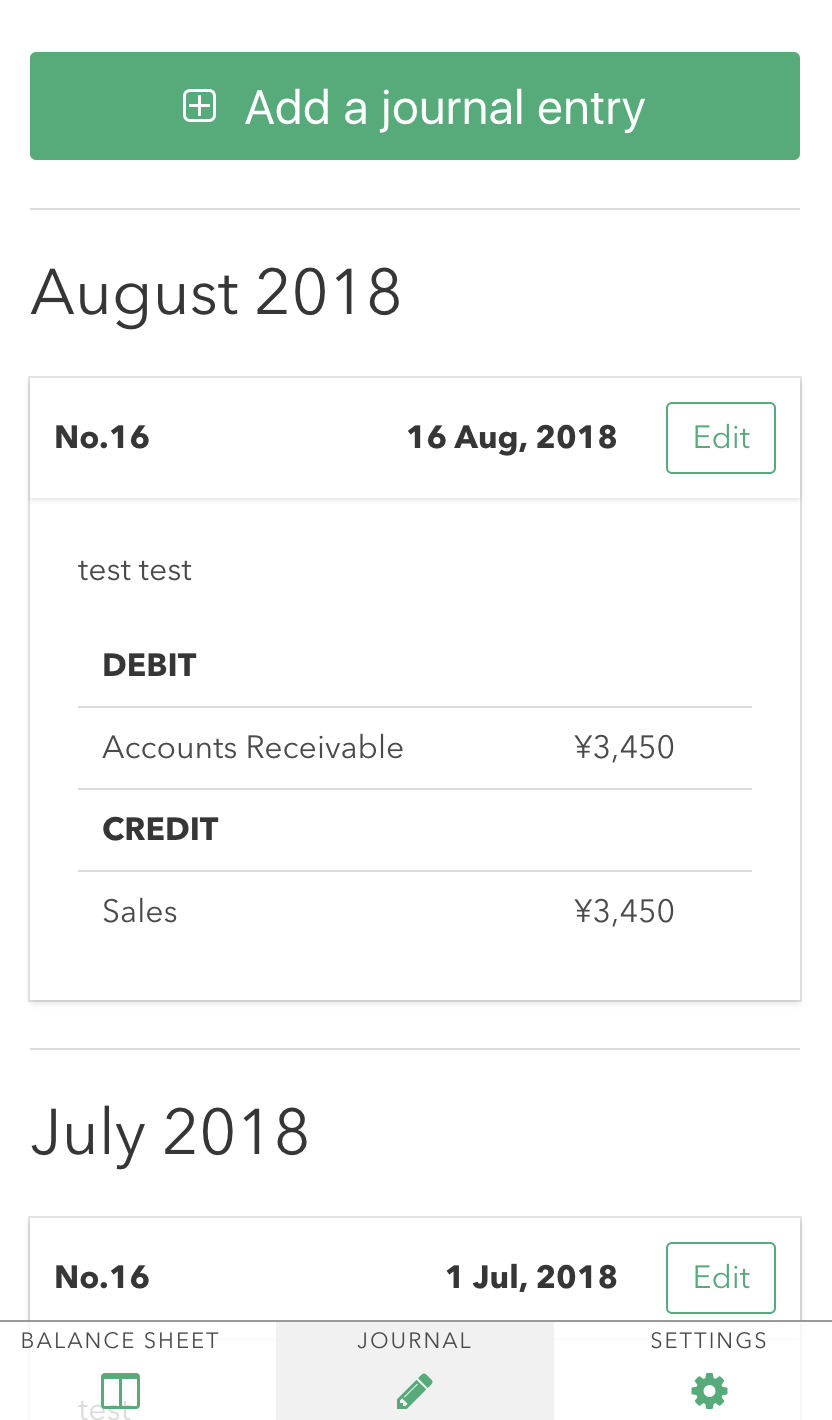 Add a journal entry
August 2018
No.16 16 Aug, 2018 Edit
test test
DEBIT
Accounts Receivable ¥3,450
CREDIT
Sales ¥3,450
July 2018
No.16 1 Jul, 2018 Edit
BALANCE SHEET JOURNAL SETTINGS
test